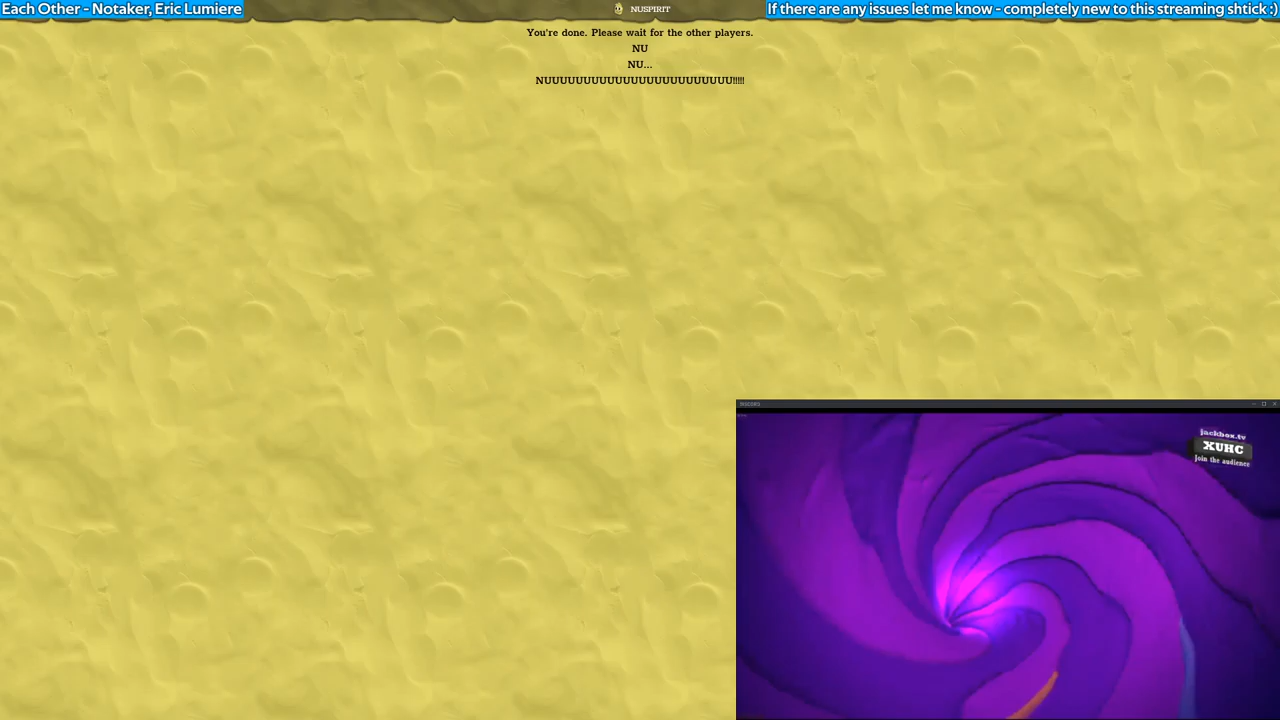 Each Other - Notaker, Eric Lumiere
NUSPIRIT
If there are any issues let me know - completely new to this streaming shtick :)
You're done. Please wait for the other players.
NU
NU...
NUUUUUUUUUUUUUUUUUUUUUUUU!!!!!
jackbox.tv
XUHC
Join the audience